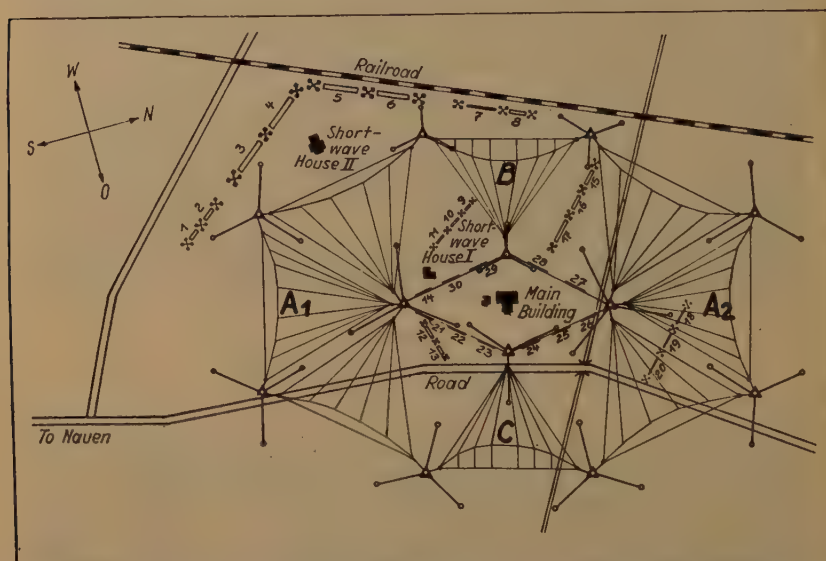 W
N
S
O
Railroad
1
2
3
4
5
6
7
8
Short-
wave
House II
B
9
10
11
15
16
17
Short-
wave
House I
29
28
27
30
14
A1
Main
Building
A2
18
19
20
12
21
13
22
23
24
25
26
Road
To Nauen
C